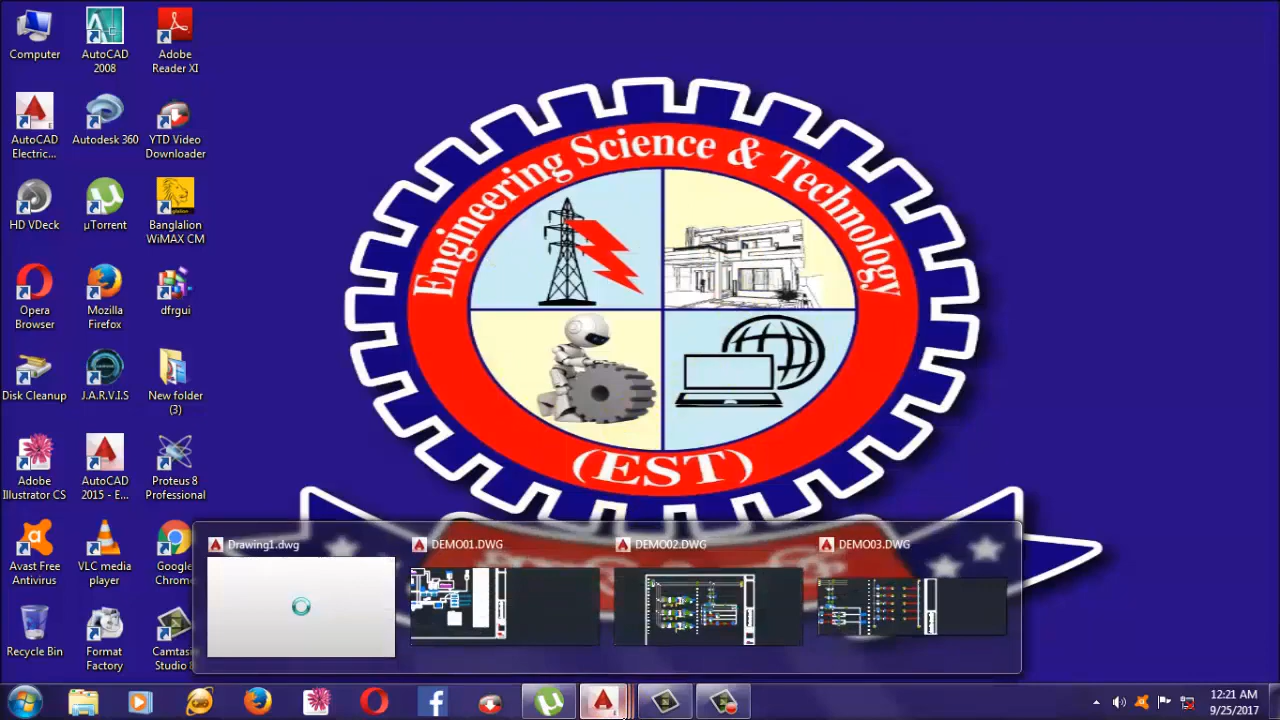 Computer
AutoCAD
2008
Adobe
Reader XI
AutoCAD
Electric...
Autodesk 360
YTD Video
Downloader
HD VDeck
µTorrent
Banglalion
WiMAX CM
Opera
Browser
Mozilla
Firefox
dfrgui
Disk Cleanup
J.A.R.V.I.S
New folder
(3)
Adobe
Illustrator CS
AutoCAD
2015 - E...
Proteus 8
Professional
Avast Free
Antivirus
VLC media
player
Google
Chrome
Recycle Bin
Format
Factory
Camtasia
Studio 8
Engineering Science & Technology
(EST)
Drawing1.dwg
DEMO01.DWG
DEMO02.DWG
DEMO03.DWG
12:21 AM
9/25/2017